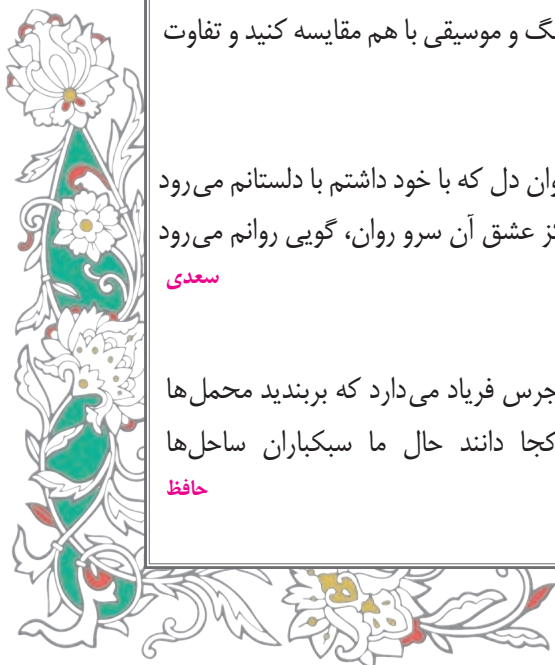 و موسیقی با هم مقایسه کنید و تفاوت
دل که با خود داشتم با دلستانم می‌رود
عشق آن سرو روان، گویی روانم می‌رود
سعدی
جرس فریاد می‌دارد که بربندید محمل‌ها
کجا دانند حال ما سبکباران ساحل‌ها
حافظ